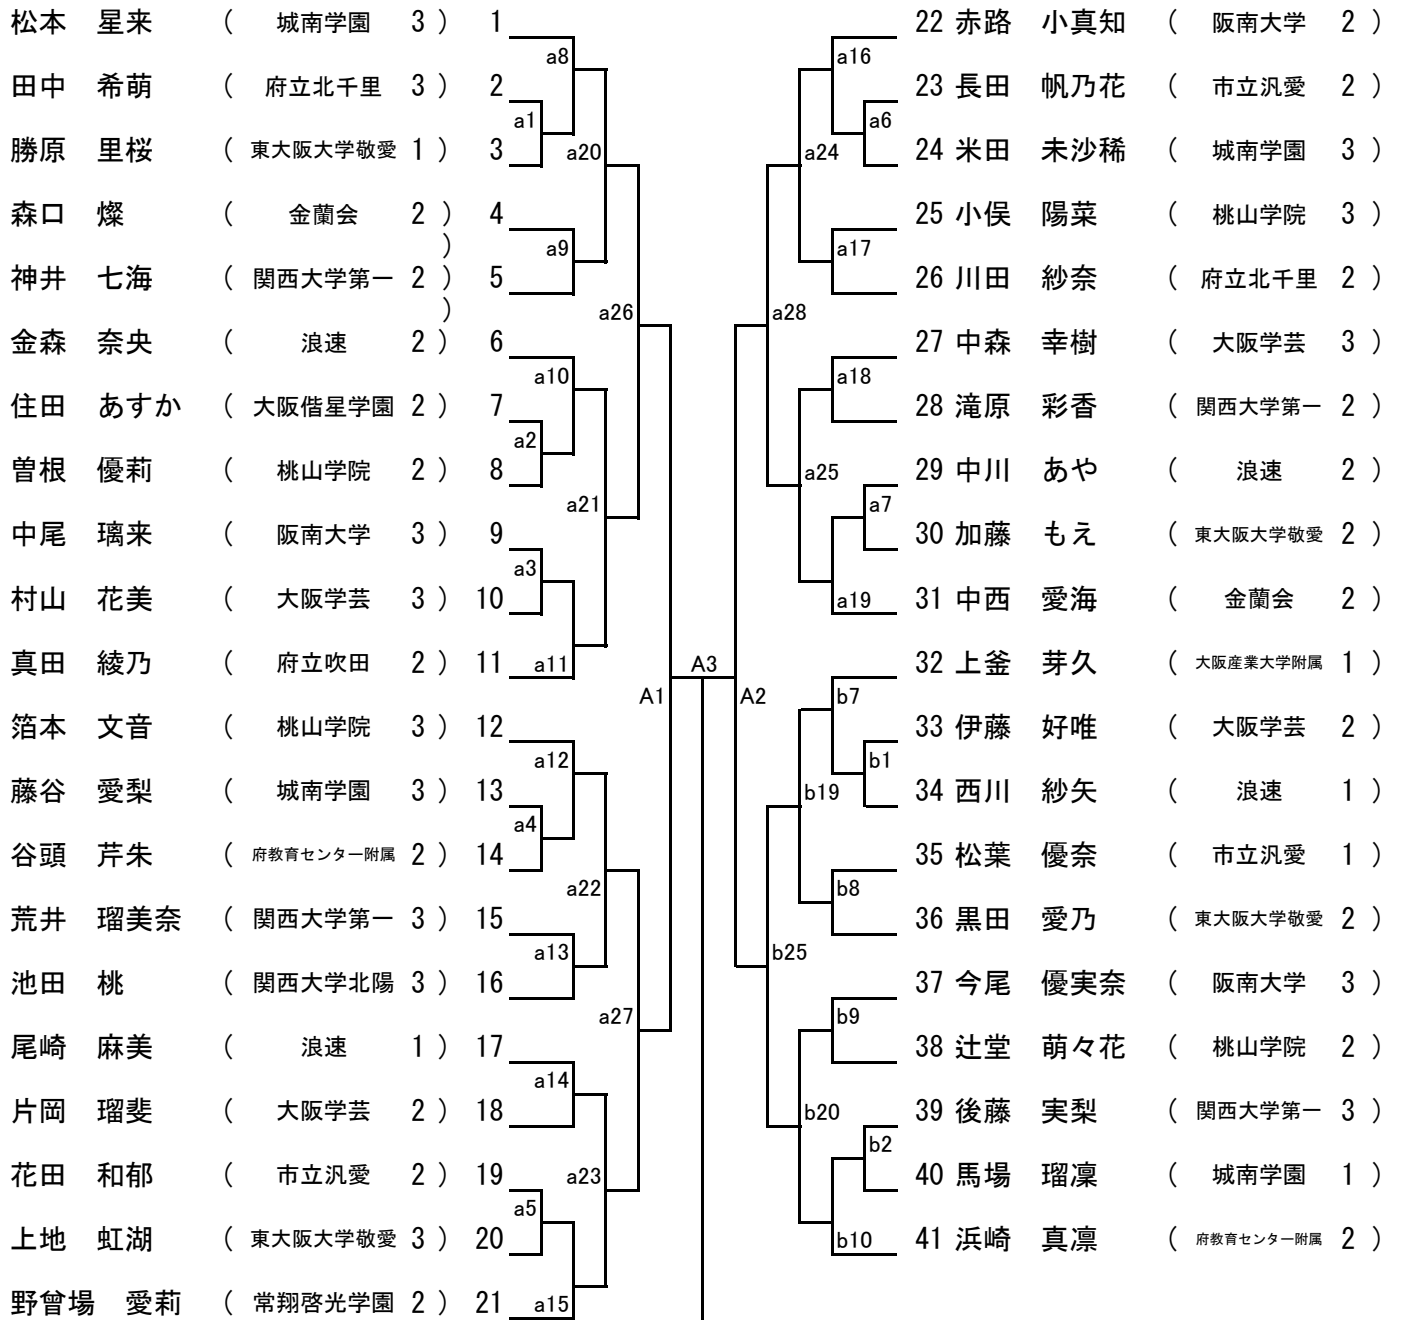 松本 星来 ( 城南学園 3 ) 1
a8
田中 希萌 ( 府立北千里 3 ) 2
a1
勝原 里桜 ( 東大阪大学敬愛 1 ) 3
a20
森口 燦 ( 金蘭会 2 ) 4
)
a9
神井 七海 ( 関西大学第一 2 ) 5
)
a26
金森 奈央 ( 浪速 2 ) 6
a10
住田 あすか ( 大阪偕星学園 2 ) 7
a2
曽根 優莉 ( 桃山学院 2 ) 8
a21
中尾 璃来 ( 阪南大学 3 ) 9
a3
村山 花美 ( 大阪学芸 3 ) 10
真田 綾乃 ( 府立吹田 2 ) 11
a11
A3
A1
箔本 文音 ( 桃山学院 3 ) 12
a12
藤谷 愛梨 ( 城南学園 3 ) 13
a4
谷頭 芹朱 ( 府教育センター附属 2 ) 14
a22
荒井 瑠美奈 ( 関西大学第一 3 ) 15
a13
池田 桃 ( 関西大学北陽 3 ) 16
a27
尾崎 麻美 ( 浪速 1 ) 17
a14
片岡 瑠斐 ( 大阪学芸 2 ) 18
花田 和郁 ( 市立汎愛 2 ) 19
a23
a5
上地 虹湖 ( 東大阪大学敬愛 3 ) 20
野曾場 愛莉 ( 常翔啓光学園 2 ) 21
a15
22 赤路 小真知 ( 阪南大学 2 )
a16
23 長田 帆乃花 ( 市立汎愛 2 )
a6
24 米田 未沙稀 ( 城南学園 3 )
a24
25 小俣 陽菜 ( 桃山学院 3 )
a17
26 川田 紗奈 ( 府立北千里 2 )
a28
27 中森 幸樹 ( 大阪学芸 3 )
a18
28 滝原 彩香 ( 関西大学第一 2 )
29 中川 あや ( 浪速 2 )
a25
a7
30 加藤 もえ ( 東大阪大学敬愛 2 )
31 中西 愛海 ( 金蘭会 2 )
a19
32 上釜 芽久 ( 大阪産業大学附属 1 )
A2
b7
33 伊藤 好唯 ( 大阪学芸 2 )
b1
34 西川 紗矢 ( 浪速 1 )
b19
35 松葉 優奈 ( 市立汎愛 1 )
b8
36 黒田 愛乃 ( 東大阪大学敬愛 2 )
b25
37 今尾 優実奈 ( 阪南大学 3 )
b9
38 辻堂 萌々花 ( 桃山学院 2 )
39 後藤 実梨 ( 関西大学第一 3 )
b20
b2
40 馬場 瑠凜 ( 城南学園 1 )
41 浜崎 真凛 ( 府教育センター附属 2 )
b10